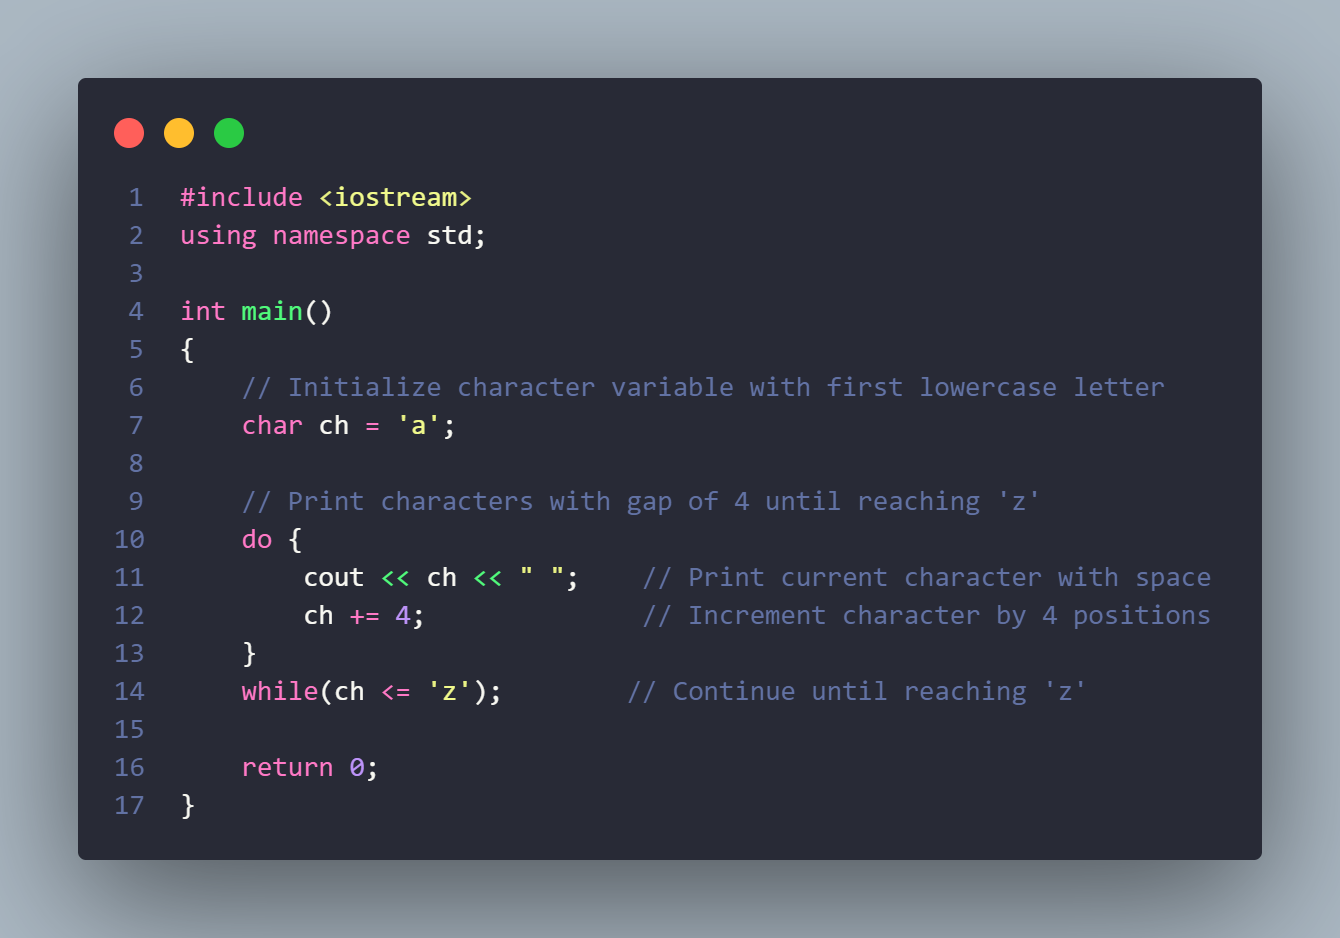 1 #include <iostream>
2 using namespace std;
3
4 int main()
5 {
6     // Initialize character variable with first lowercase letter
7     char ch = 'a';
8
9     // Print characters with gap of 4 until reaching 'z'
10     do {
11         cout << ch << " ";    // Print current character with space
12         ch += 4;              // Increment character by 4 positions
13     }
14     while(ch <= 'z');        // Continue until reaching 'z'
15
16     return 0;
17 }